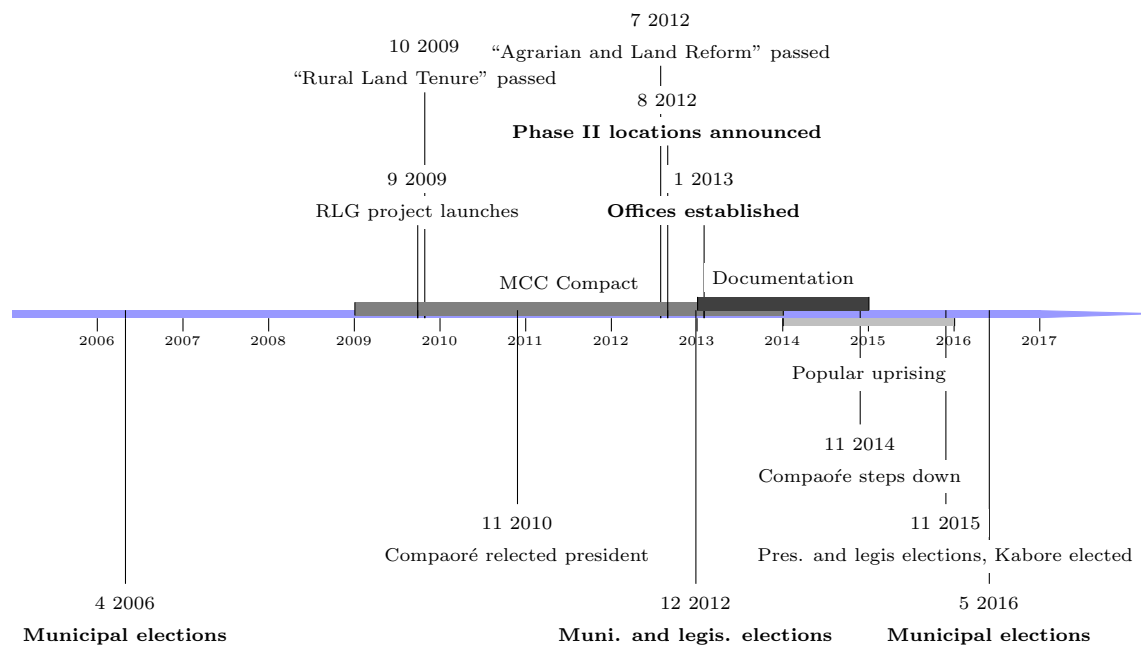 7 2012
“Agrarian and Land Reform” passed
10 2009
“Rural Land Tenure” passed
8 2012
Phase II locations announced
9 2009
RLG project launches
1 2013
Offices established
MCC Compact
Documentation
2006 2007 2008 2009 2010 2011 2012 2013 2014 2015 2016 2017
Popular uprising
11 2014
Compaoŕe steps down
11 2010
Compaoré relected president
11 2015
Pres. and legis elections, Kabore elected
4 2006
Municipal elections
12 2012
Muni. and legis. elections
5 2016
Municipal elections